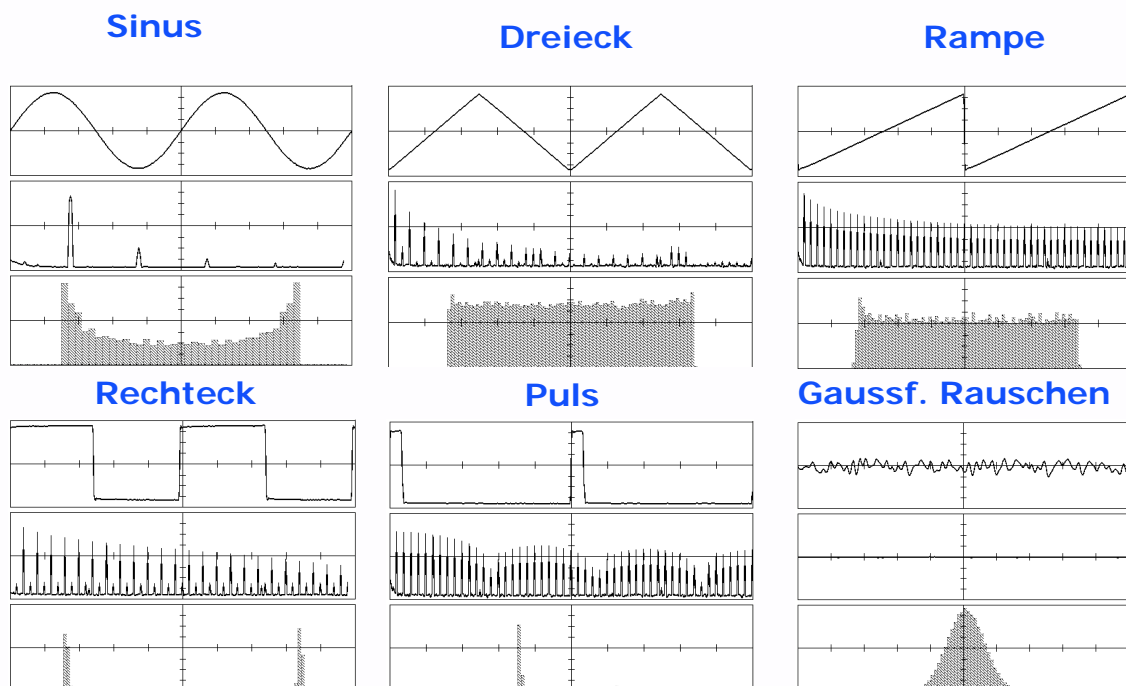 Sinus
Dreieck
Rampe
Rechteck
Puls
Gaussf. Rauschen